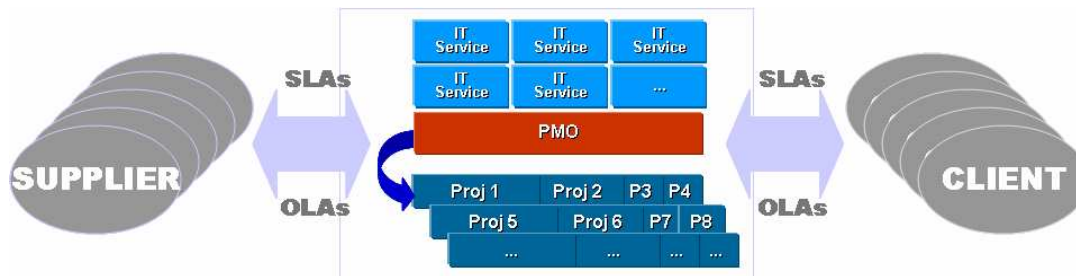 IT
Service
IT
Service
IT
Service
IT
Service
IT
Service
...
PMO
Proj 1
Proj 2
P3
P4
Proj 5
Proj 6
P7
P8
...
...
...
...
SUPPLIER
SLAs
OLAs
SLAs
OLAs
CLIENT